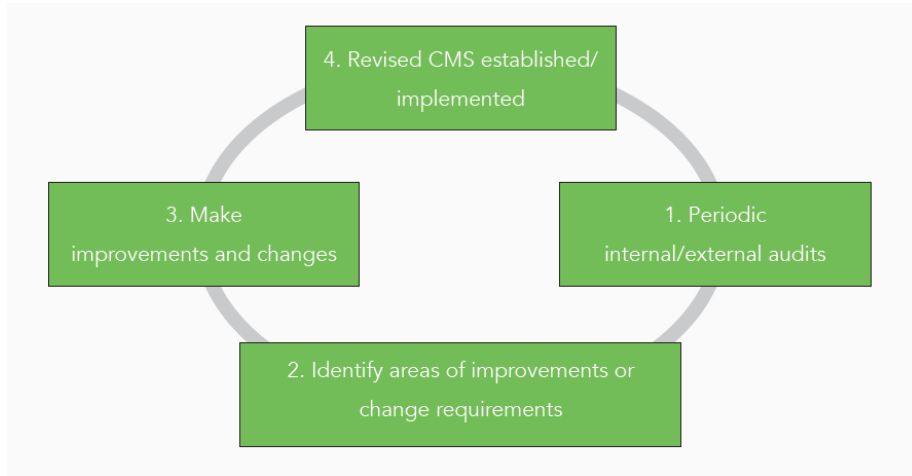 4. Revised CMS established/
implemented
3. Make
improvements and changes
1. Periodic
internal/external audits
2. Identify areas of improvements or
change requirements